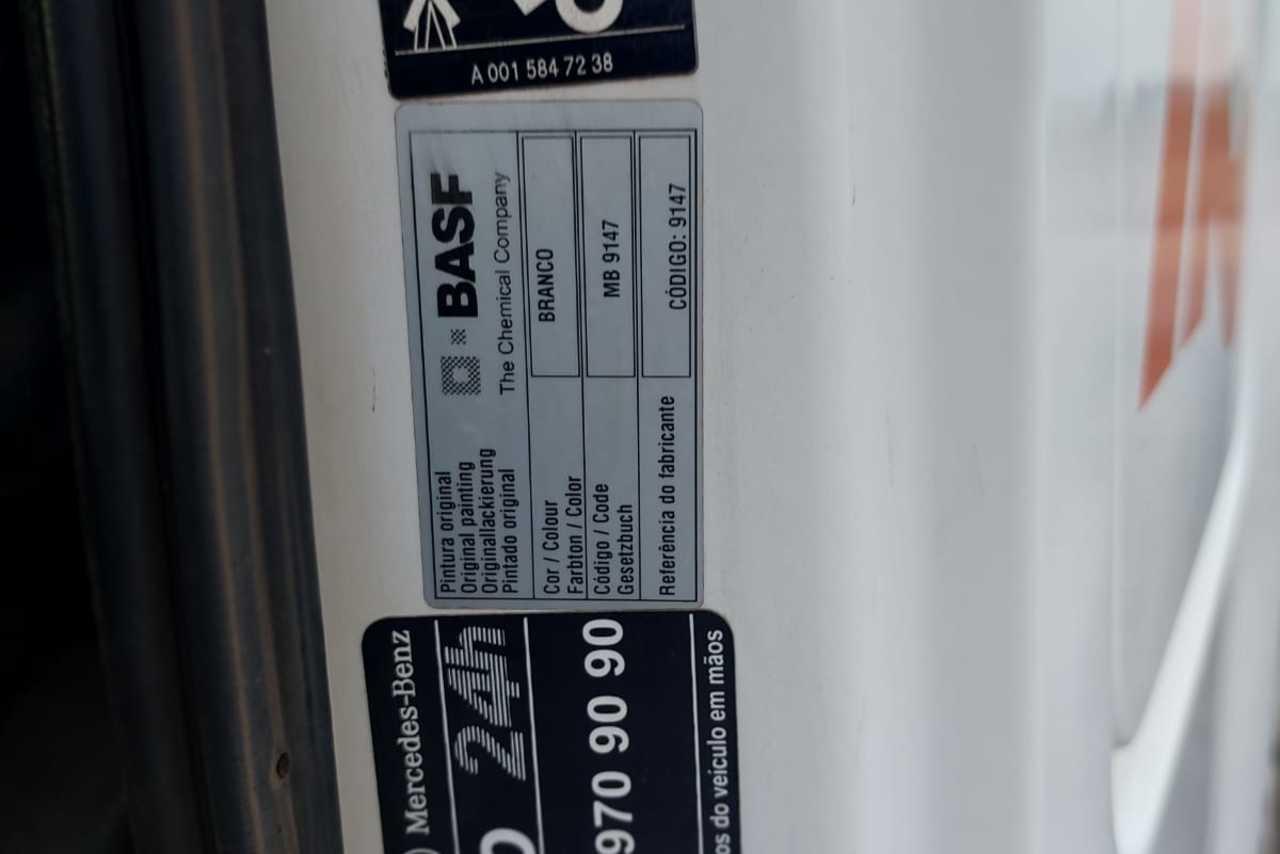 A 001 584 72 38
Pintura original
Original painting
Originallackierung
Pintado original
BASF
The Chemical Company
Cor / Colour
Farbton / Color
BRANCO
Código / Code
Gesetzbuch
MB 9147
Referência do fabricante
CÓDIGO: 9147
Mercedes-Benz
24h
970 90 90
do veículo em mãos